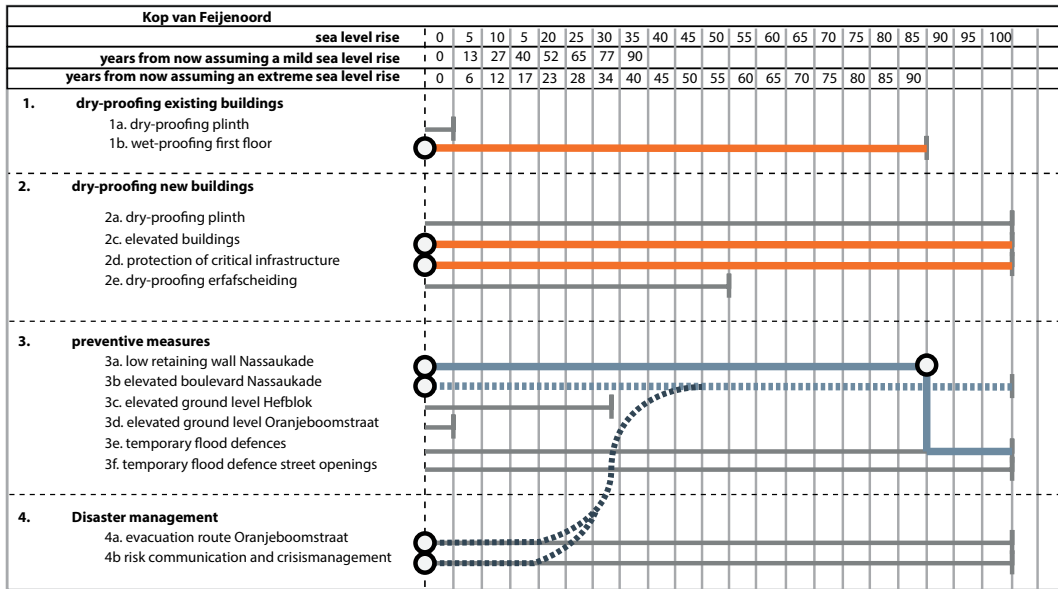 Kop van Feijenoord
sea level rise 0 5 10 5 20 25 30 35 40 45 50 55 60 65 70 75 80 85 90 95 100
years from now assuming a mild sea level rise 0 13 27 40 52 65 77 90
years from now assuming an extreme sea level rise 0 6 12 17 23 28 34 40 45 50 55 60 65 70 75 80 85 90
1. dry-proofing existing buildings
1a. dry-proofing plinth
1b. wet-proofing first floor
2. dry-proofing new buildings
2a. dry-proofing plinth
2c. elevated buildings
2d. protection of critical infrastructure
2e. dry-proofing erfafscheiding
3. preventive measures
3a. low retaining wall Nassaukade
3b elevated boulevard Nassaukade
3c. elevated ground level Hefblok
3d. elevated ground level Oranjeboomstraat
3e. temporary flood defences
3f. temporary flood defence street openings
4. Disaster management
4a. evacuation route Oranjeboomstraat
4b risk communication and crisismanagement